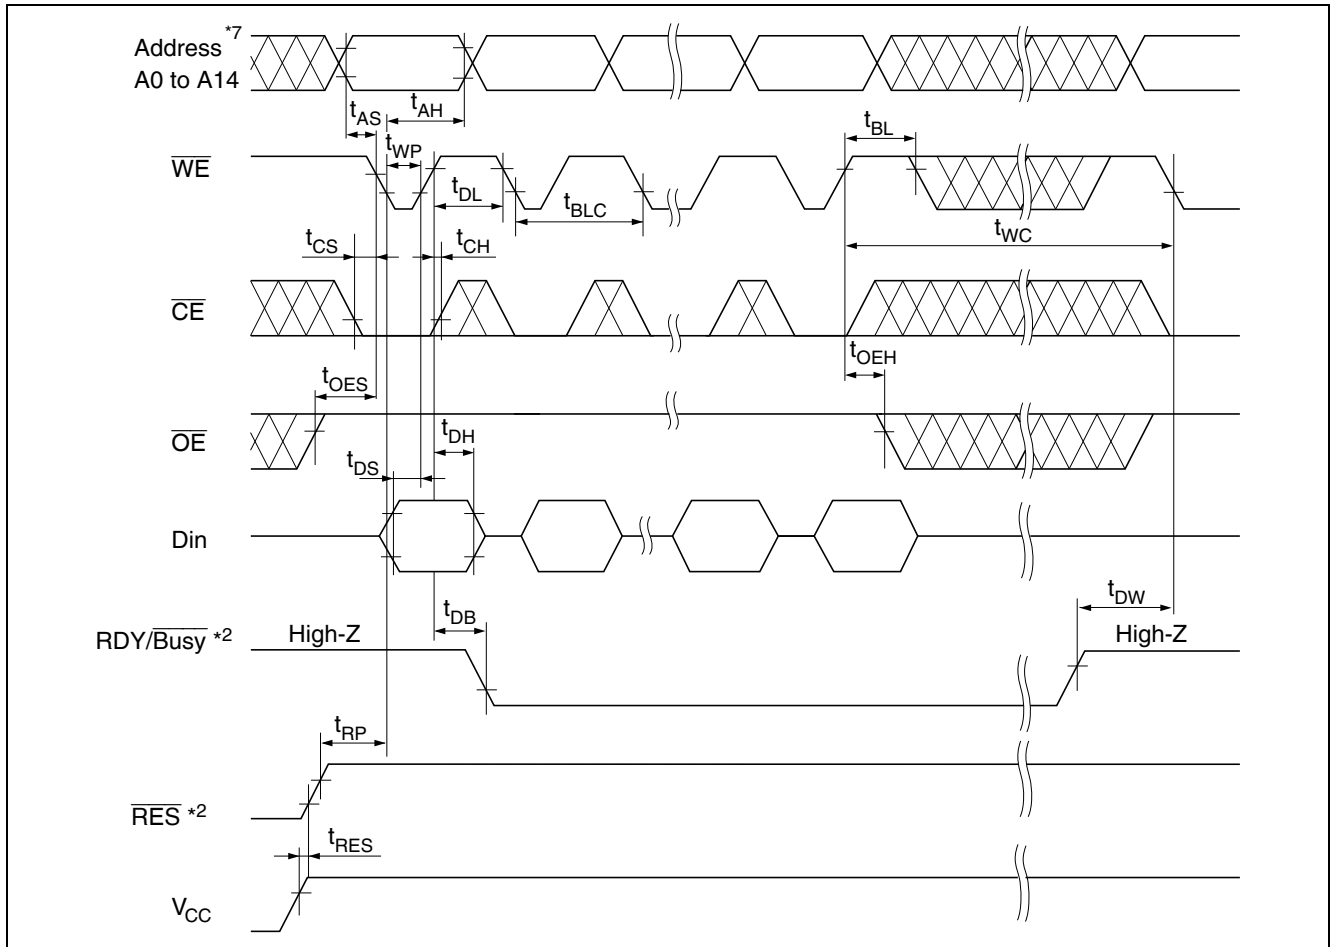 Address *7
A0 to A14
tAS
tAH
tWP
tBL
WE
tDL
tBLC
tWC
tCS
tCH
CE
tOEH
tOES
OE
tDH
tDS
Din
tDB
tDW
RDY/Busy *2
High-Z
High-Z
tRP
RES *2
tRES
VCC